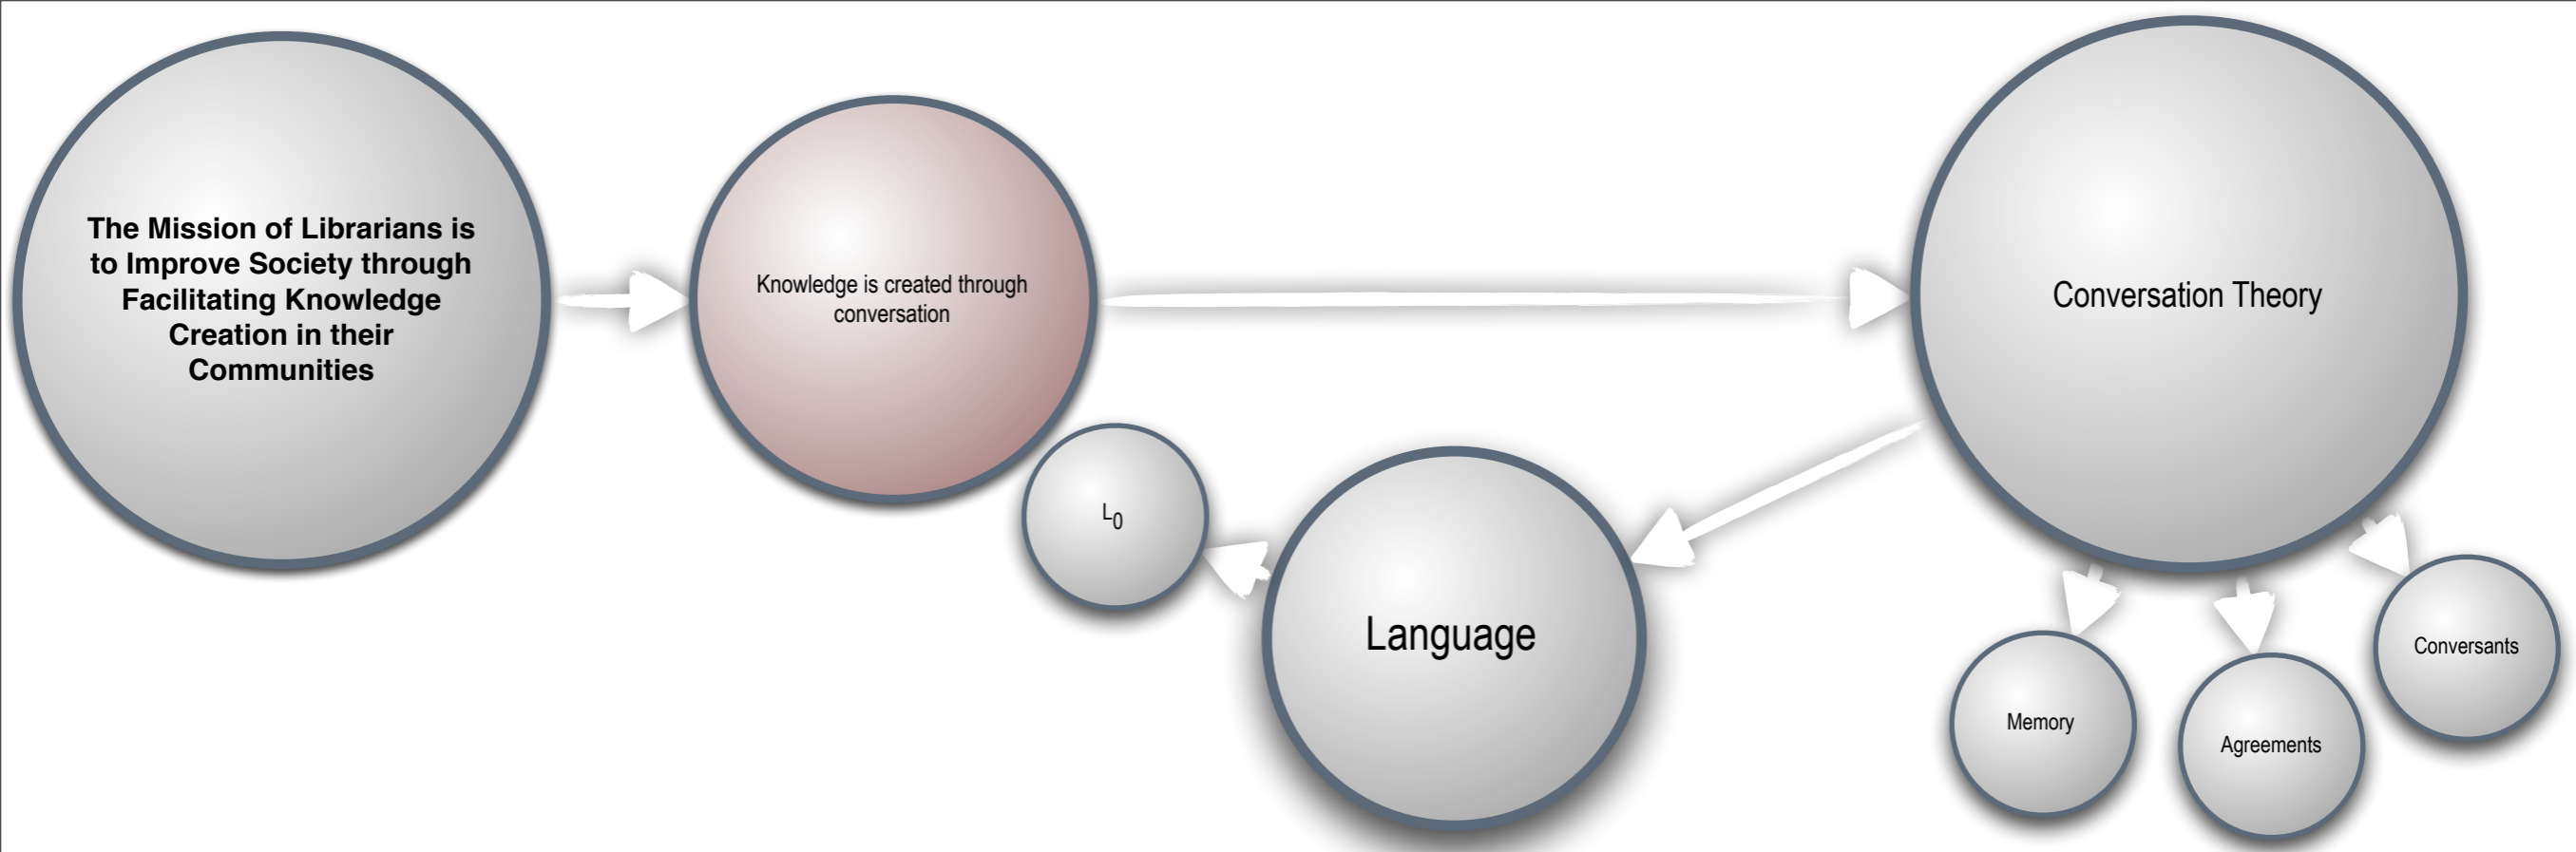 The Mission of Librarians is
to Improve Society through
Facilitating Knowledge
Creation in their
Communities
Knowledge is created through
conversation
Conversation Theory
L0
Language
Conversants
Memory
Agreements